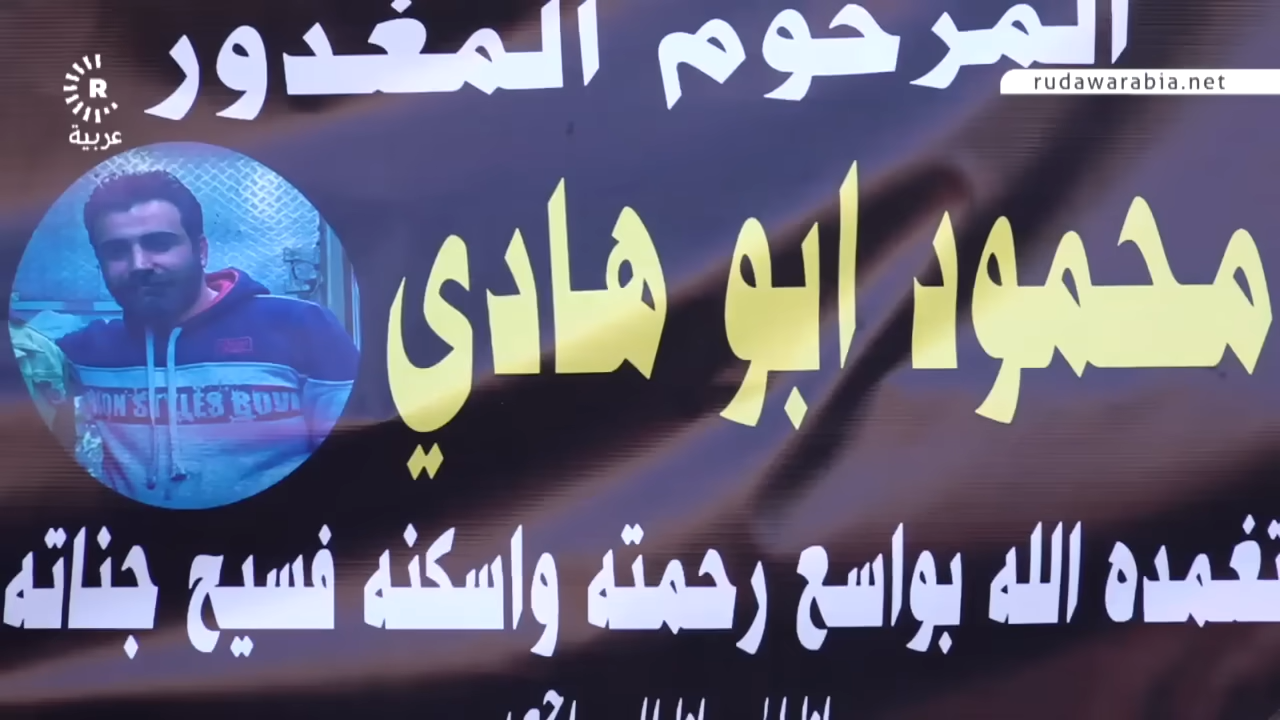 المرحوم المغدور
rudawarabia.net
R
عربية
محمود ابو هادي
تغمده الله بواسع رحمته واسكنه فسيح جناته